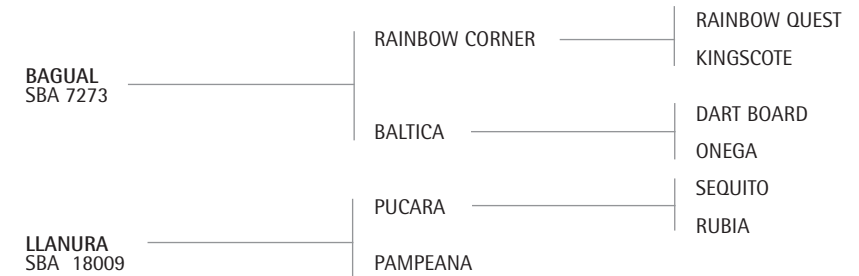 RAINBOW QUEST
RAINBOW CORNER
KINGSCOTE
BAGUAL
SBA 7273
DART BOARD
BALTICA
ONEGA
SEQUITO
PUCARA
RUBIA
LLANURA
SBA 18009
PAMPEANA